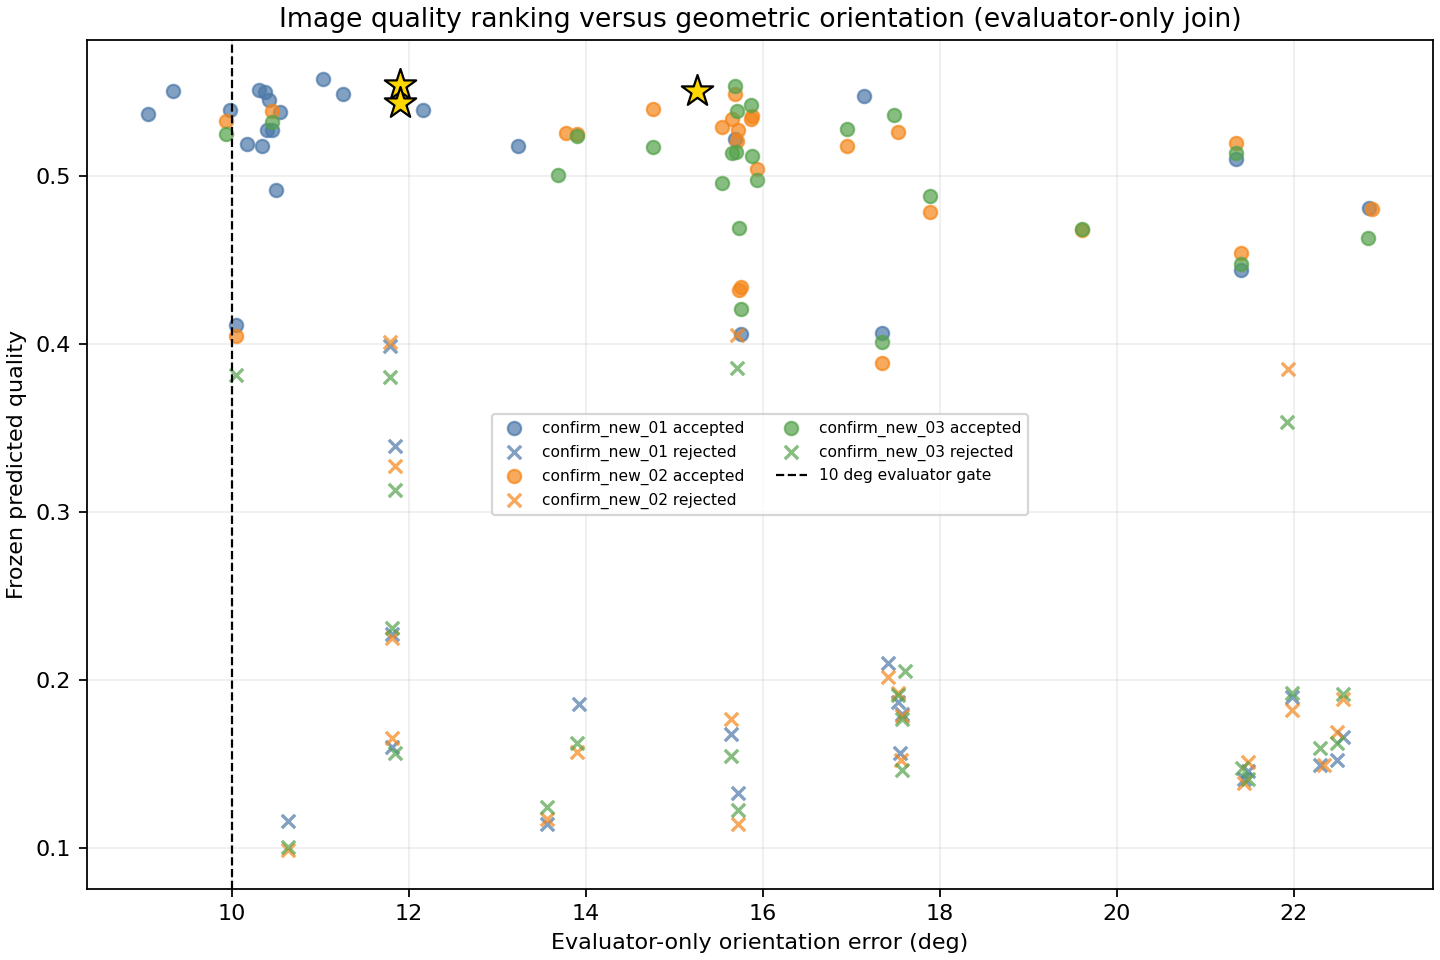 Image quality ranking versus geometric orientation (evaluator-only join)
Frozen predicted quality
0.5
0.4
0.3
0.2
0.1
confirm_new_01 accepted
confirm_new_01 rejected
confirm_new_02 accepted
confirm_new_02 rejected
confirm_new_03 accepted
confirm_new_03 rejected
10 deg evaluator gate
10 12 14 16 18 20 22
Evaluator-only orientation error (deg)